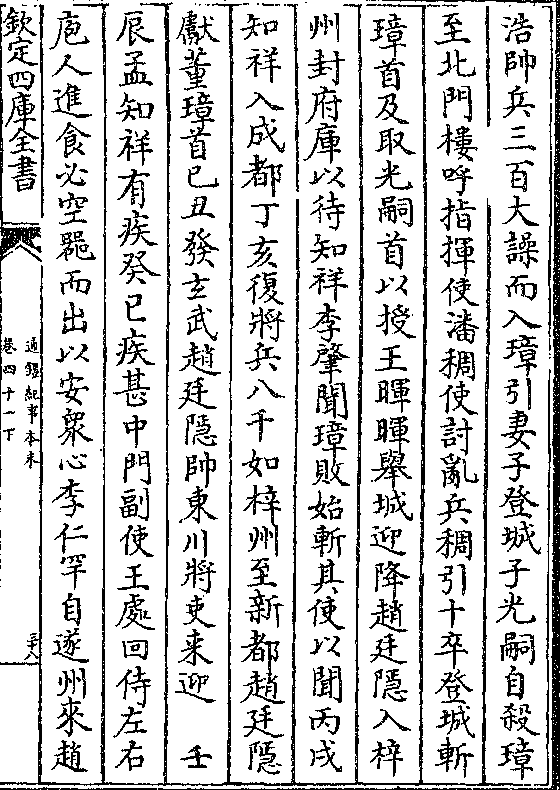 浩帥兵三百大譟而入璋引妻子登城子光嗣自殺璋
至北門樓呼指揮使潘稠使討亂兵稠引十卒登城斬
璋首及取光嗣首以授王暉暉舉城迎降趙廷隱入梓
州封府庫以待知祥李肇聞璋敗始斬其使以聞丙戌
知祥入成都丁亥復將兵八千如梓州至新都趙廷隱
獻董璋首已丑發玄武趙廷隱帥東川將吏来迎　壬
辰孟知祥有疾癸巳疾甚中門副使王處回侍左右
庖人進食必空器而出以安衆心李仁罕自遂州來趙
欽定四庫全書
通鑑紀事本末
卷四十一下
三十八